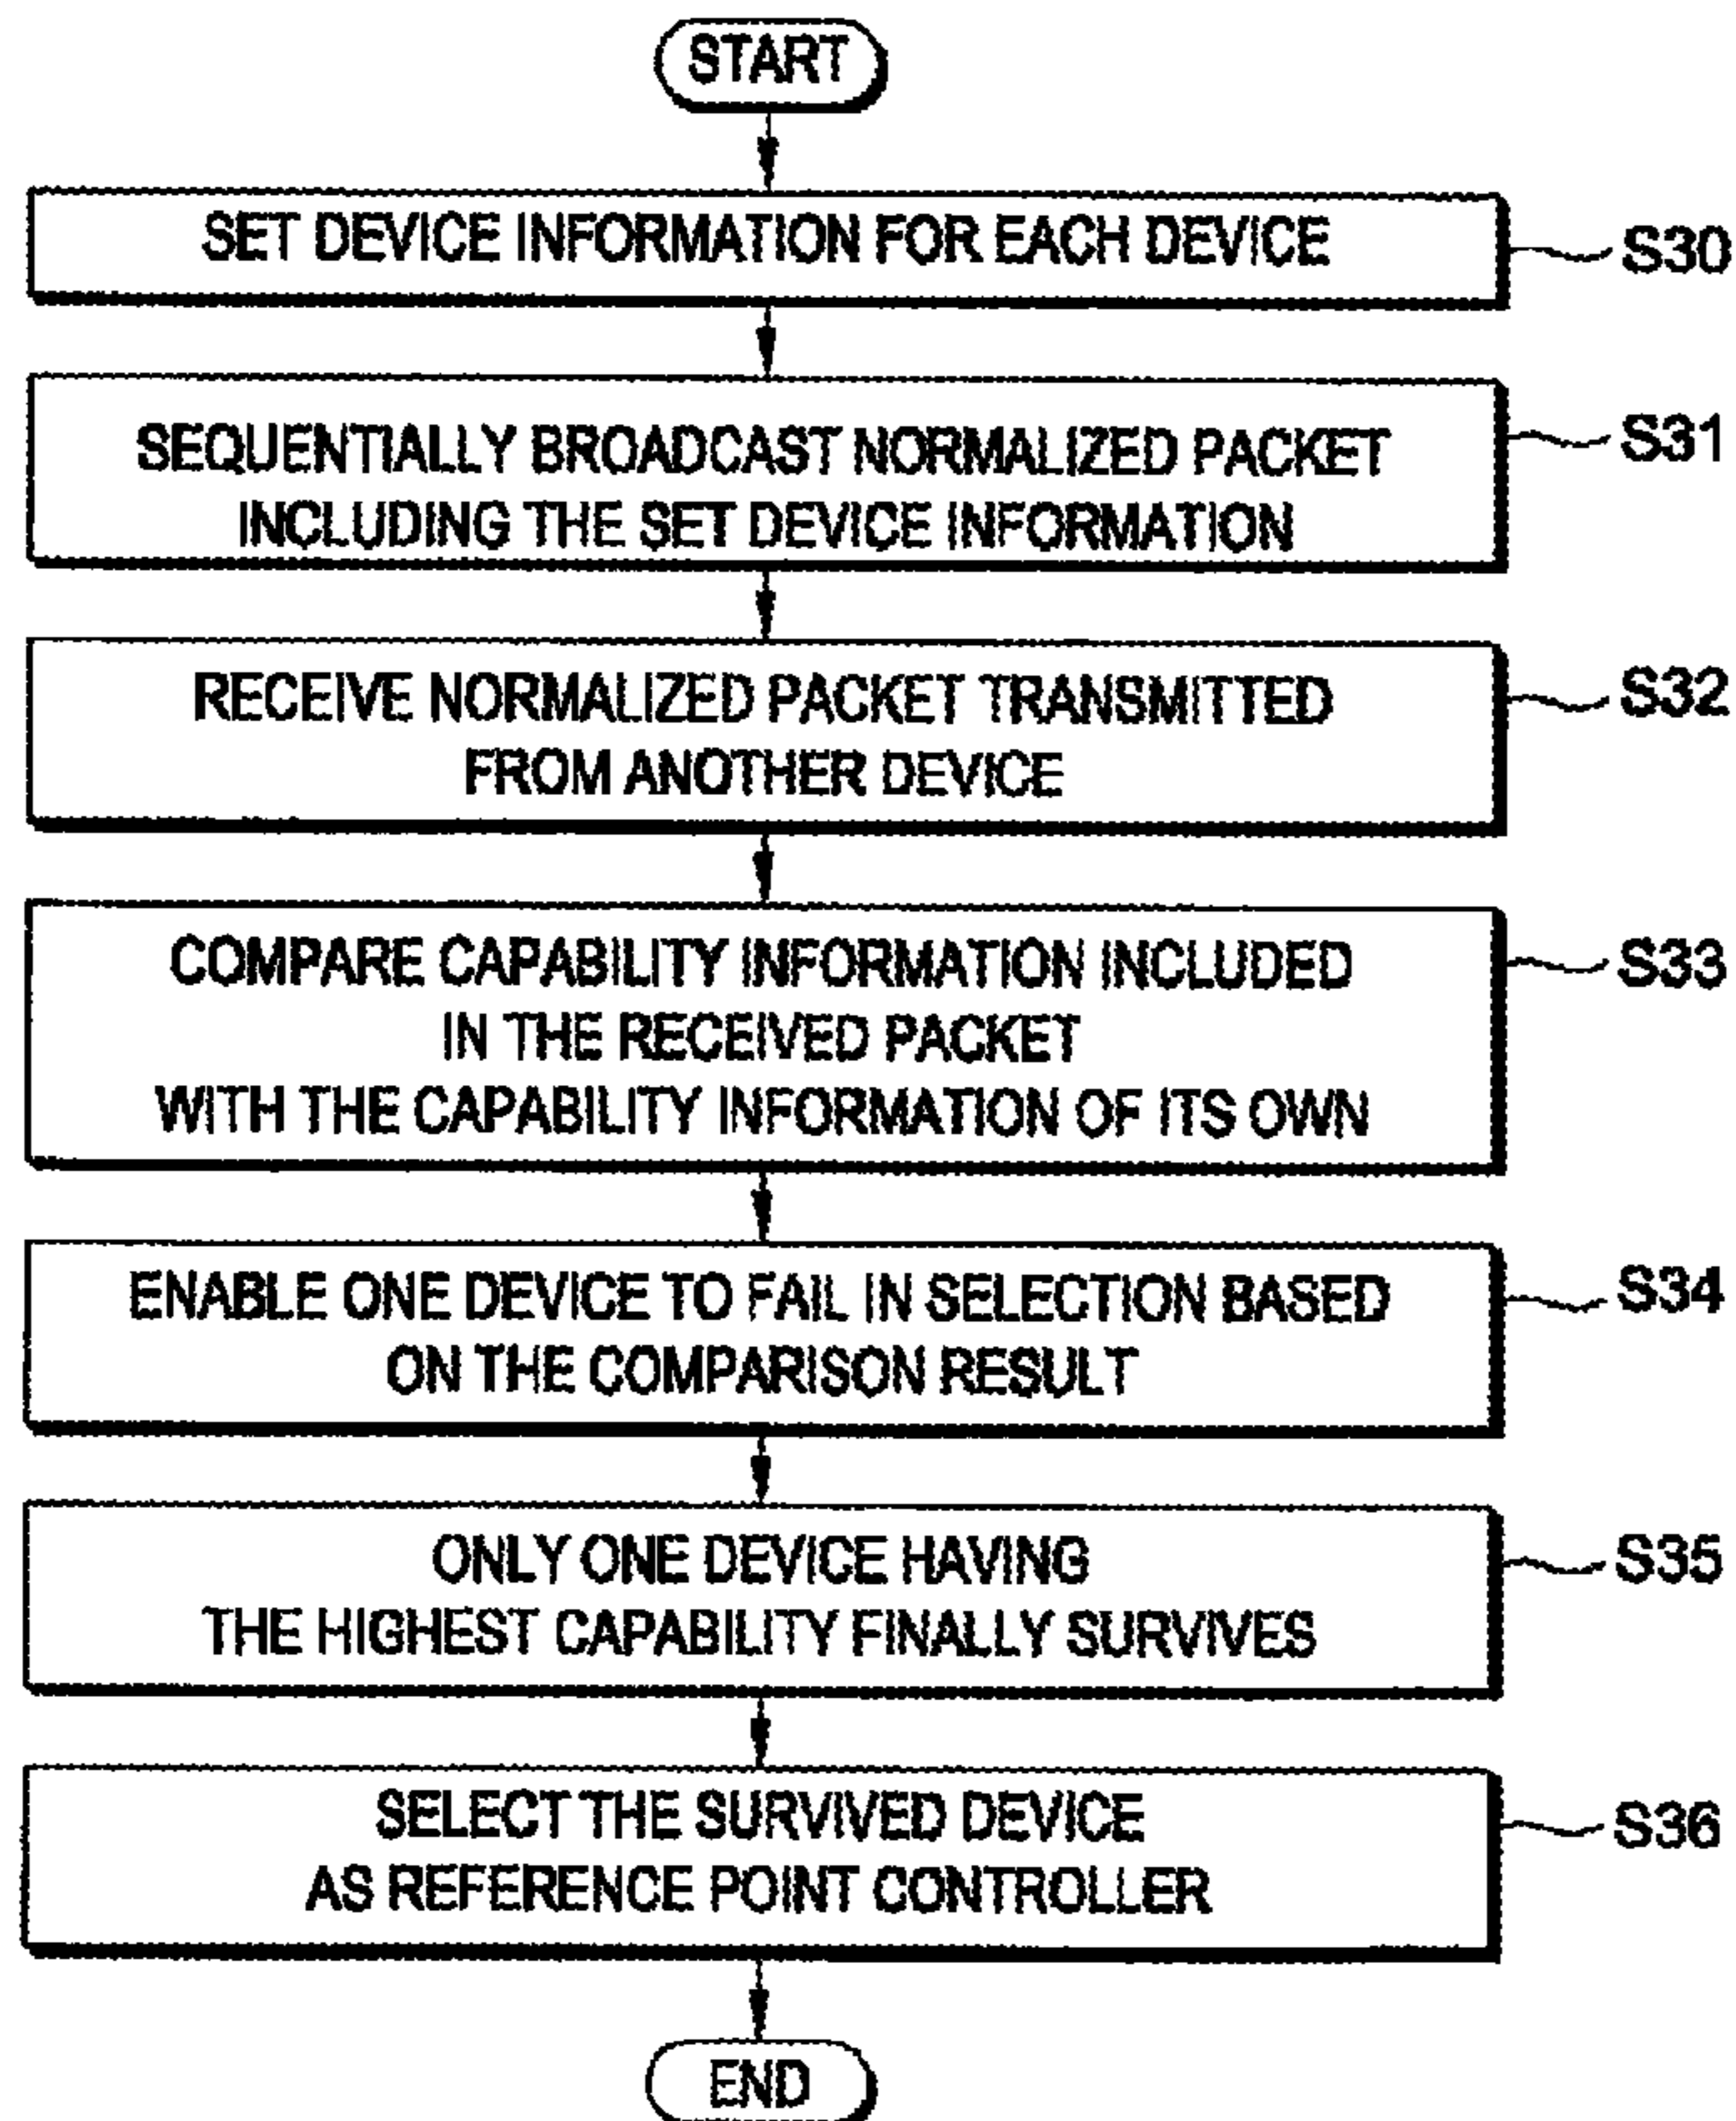 START
SET DEVICE INFORMATION FOR EACH DEVICE
S30
SEQUENTIALLY BROADCAST NORMALIZED PACKET
INCLUDING THE SET DEVICE INFORMATION
S31
RECEIVE NORMALIZED PACKET TRANSMITTED
FROM ANOTHER DEVICE
S32
COMPARE CAPABILITY INFORMATION INCLUDED
IN THE RECEIVED PACKET
WITH THE CAPABILITY INFORMATION OF ITS OWN
S33
ENABLE ONE DEVICE TO FAIL IN SELECTION BASED
ON THE COMPARISON RESULT
S34
ONLY ONE DEVICE HAVING
THE HIGHEST CAPABILITY FINALLY SURVIVES
S35
SELECT THE SURVIVED DEVICE
AS REFERENCE POINT CONTROLLER
S36
END